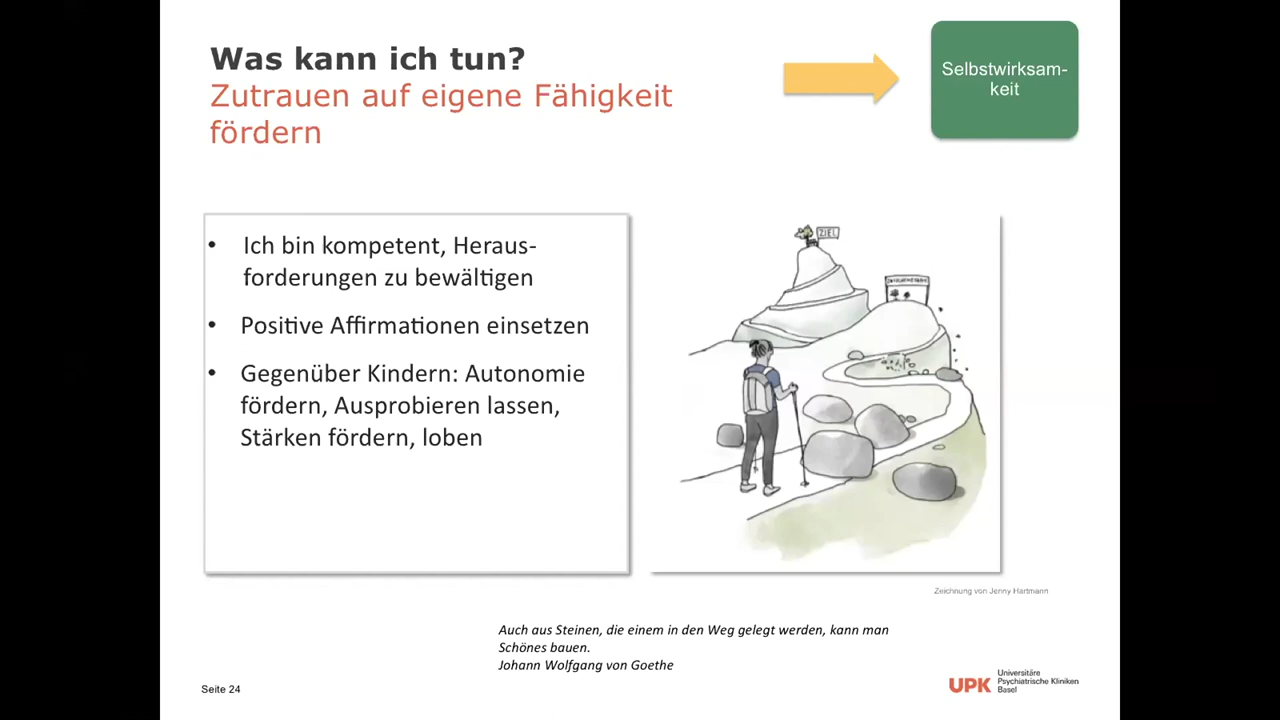 Was kann ich tun?
Zutrauen auf eigene Fähigkeit
fördern
Selbstwirksam-
keit
• Ich bin kompetent, Heraus-
forderungen zu bewältigen
• Positive Affirmationen einsetzen
• Gegenüber Kindern: Autonomie
fördern, Ausprobieren lassen,
Stärken fördern, loben
ZIEL
Zeichnung von Jenny Hartmann
Auch aus Steinen, die einem in den Weg gelegt werden, kann man
Schönes bauen.
Johann Wolfgang von Goethe
Seite 24
UPK
Universitäre
Psychiatrische Kliniken
Basel